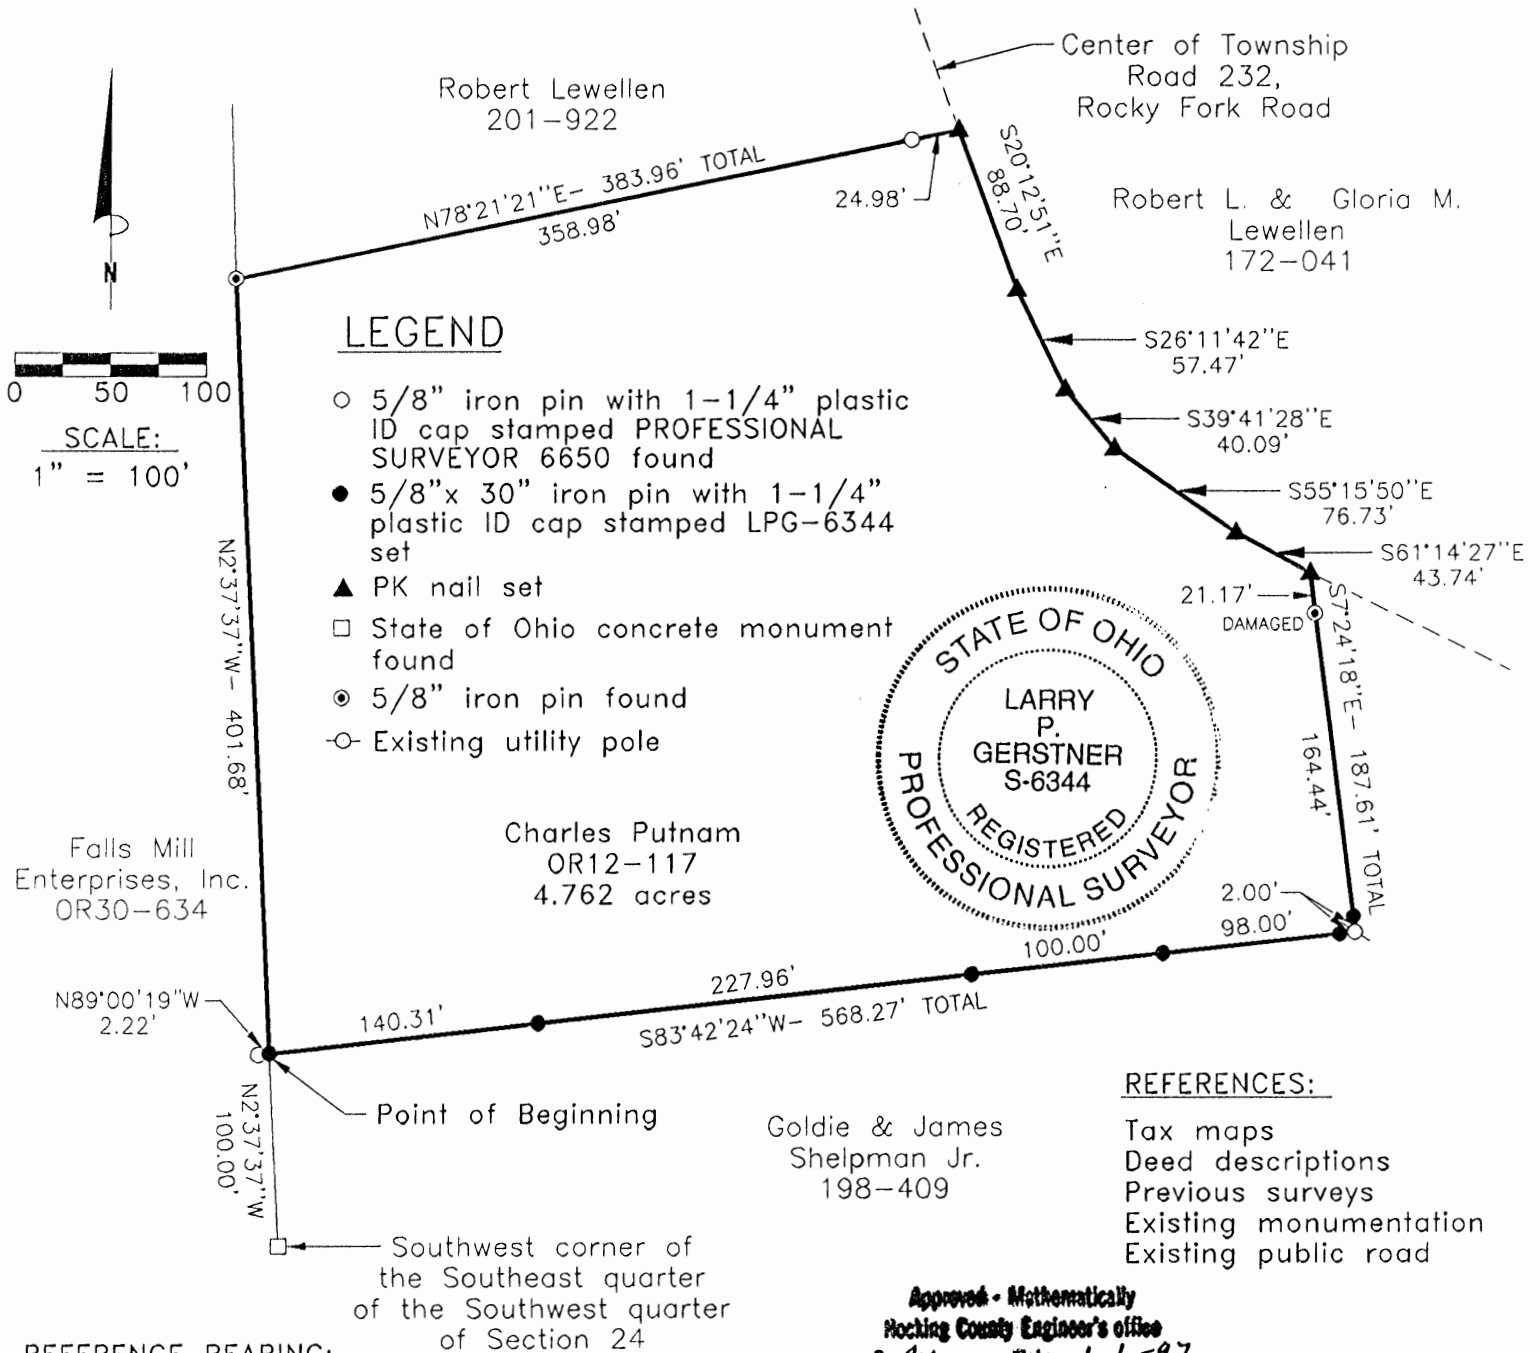 Center of Township
Road 232,
Rocky Fork Road
Robert Lewellen
201-922
N78°21'21"E- 383.96' TOTAL
358.98'
24.98'
S20°12'51"E
88.70'
Robert L. & Gloria M.
Lewellen
172-041
N
0 50 100
SCALE:
1" = 100'
LEGEND
5/8" iron pin with 1-1/4" plastic
ID cap stamped PROFESSIONAL
SURVEYOR 6650 found
5/8"x 30" iron pin with 1-1/4"
plastic ID cap stamped LPG-6344
set
PK nail set
State of Ohio concrete monument
found
5/8" iron pin found
Existing utility pole
S26°11'42"E
57.47'
S39°41'28"E
40.09'
S55°15'50"E
76.73'
S61°14'27"E
43.74'
21.17'
DAMAGED
S7°24'18"E- 187.61' TOTAL
164.44'
N2°37'37"W- 401.68'
STATE OF OHIO
LARRY
P.
GERSTNER
S-6344
REGISTERED
PROFESSIONAL SURVEYOR
Charles Putnam
OR12-117
4.762 acres
Falls Mill
Enterprises, Inc.
OR30-634
2.00'
98.00'
100.00'
227.96'
140.31'
S83°42'24"W- 568.27' TOTAL
N89°00'19"W
2.22'
Point of Beginning
N2°37'37"W
100.00'
Goldie & James
Shelpman Jr.
198-409
REFERENCES:
Tax maps
Deed descriptions
Previous surveys
Existing monumentation
Existing public road
Southwest corner of
the Southeast quarter
of the Southwest quarter
of Section 24
Approved - Mathematically
Hocking County Engineer's office
REFERENCE BEARING: